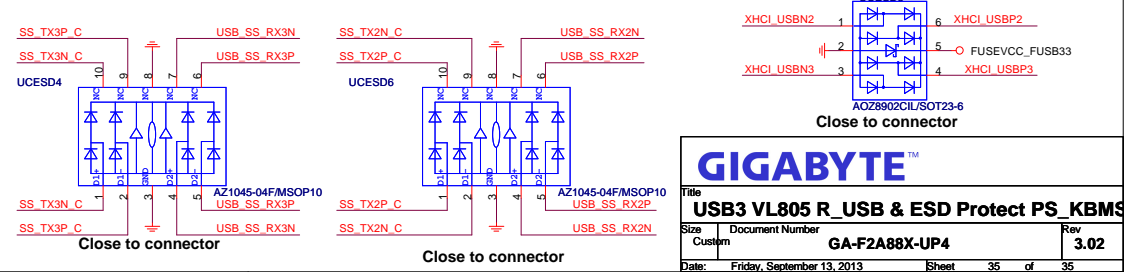 SS_TX3P_C
USB_SS_RX3N
SS_TX3N_C
USB_SS_RX3P
UCESD4
10 9 8 7 6
NC NC NC NC
D1+ D1- GND D2+ D2-
AZ1045-04F/MSOP10
1 2 3 4 5
SS_TX3N_C
USB_SS_RX3P
SS_TX3P_C
USB_SS_RX3N
Close to connector
SS_TX2N_C
USB_SS_RX2N
SS_TX2P_C
USB_SS_RX2P
UCESD6
10 9 8 7 6
NC NC NC NC
D1+ D1- GND D2+ D2-
AZ1045-04F/MSOP10
1 2 3 4 5
SS_TX2P_C
USB_SS_RX2P
SS_TX2N_C
USB_SS_RX2N
Close to connector
XHCI_USBN2 1 6 XHCI_USBP2
2 5 FUSEVCC_FUSB33
XHCI_USBN3 3 4 XHCI_USBP3
AOZ8902CIL/SOT23-6
Close to connector
GIGABYTE™
Title
USB3 VL805 R_USB & ESD Protect PS_KBMS
Size Document Number Rev
Custom GA-F2A88X-UP4 3.02
Date: Friday, September 13, 2013 Sheet 35 of 35